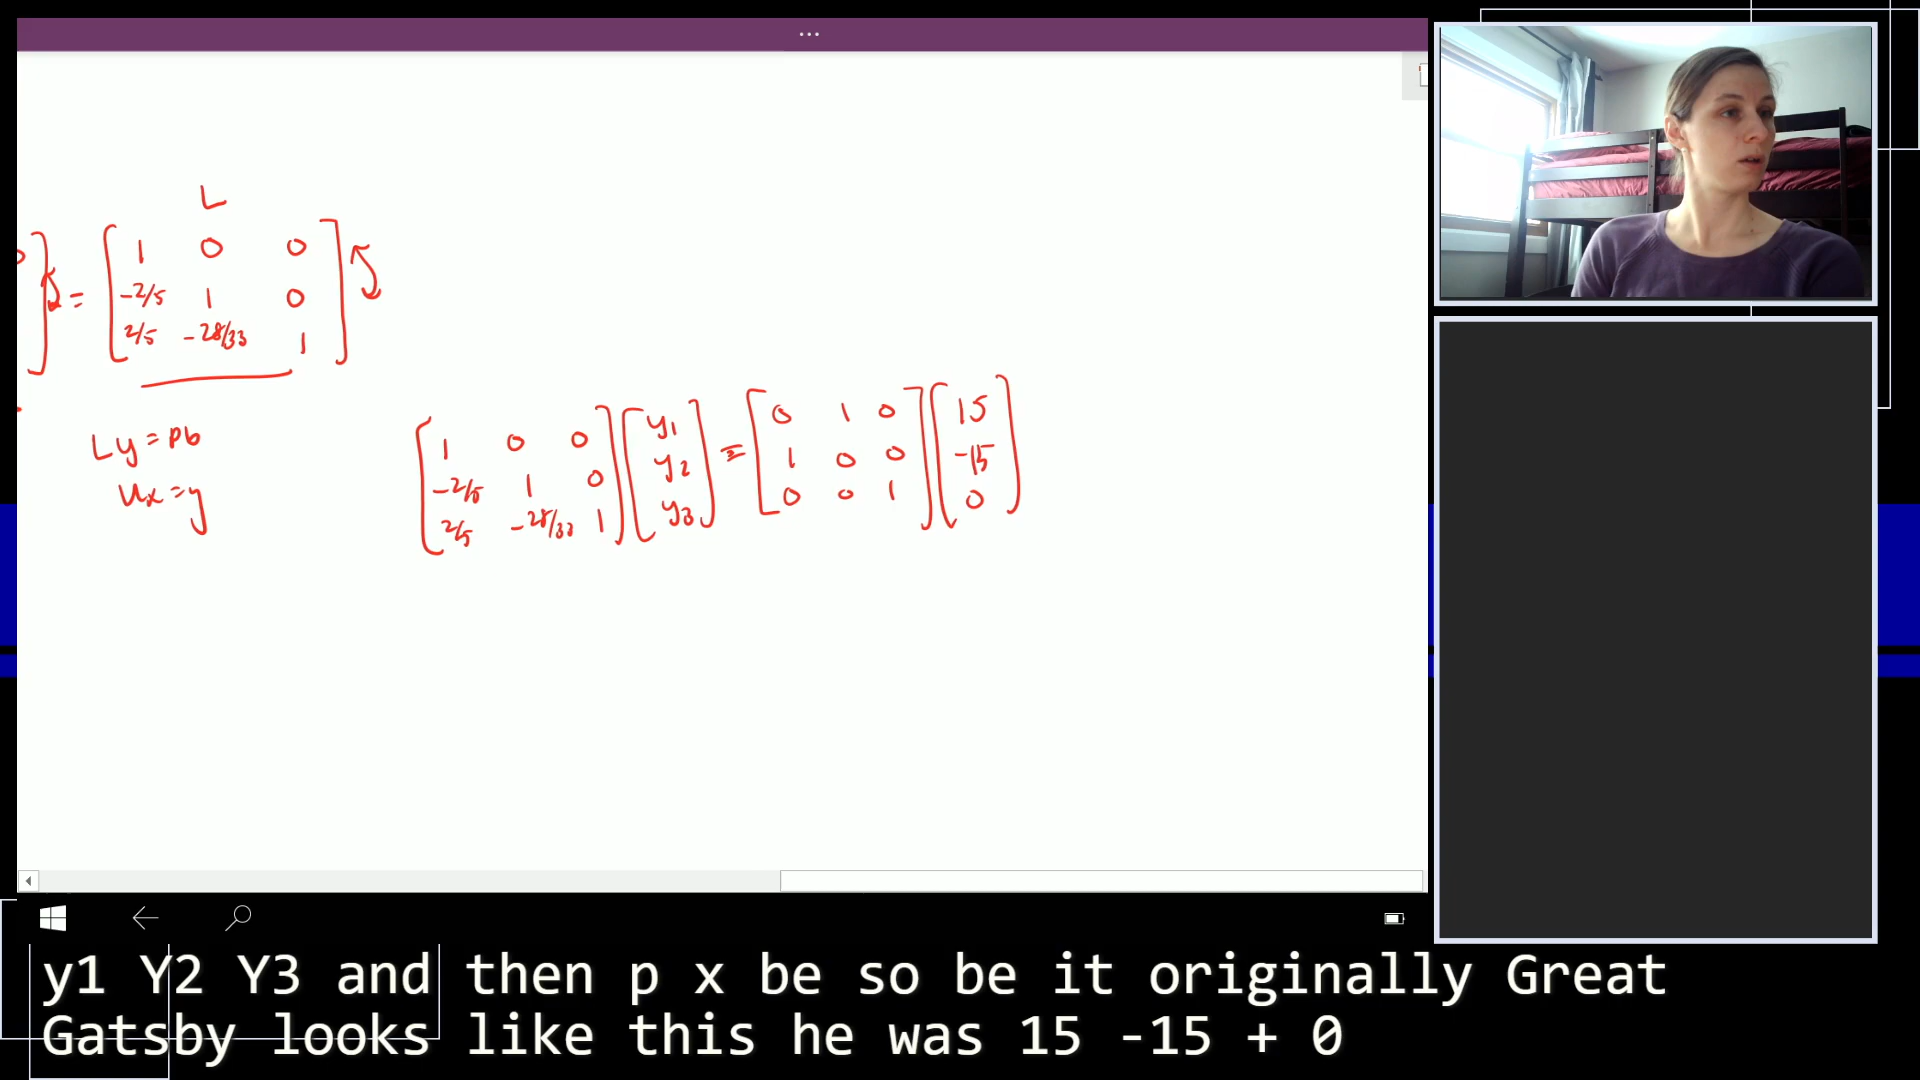 ...
L
1 0 0
-2/5 1 0
2/5 -28/33 1
=
Ly = Pb
Ux = y
1 0 0
-2/5 1 0
2/5 -28/33 1
y1
y2
y3
=
0 1 0
1 0 0
0 0 1
15
-15
0
y1 Y2 Y3 and then p x be so be it originally Great
Gatsby looks like this he was 15 -15 + 0